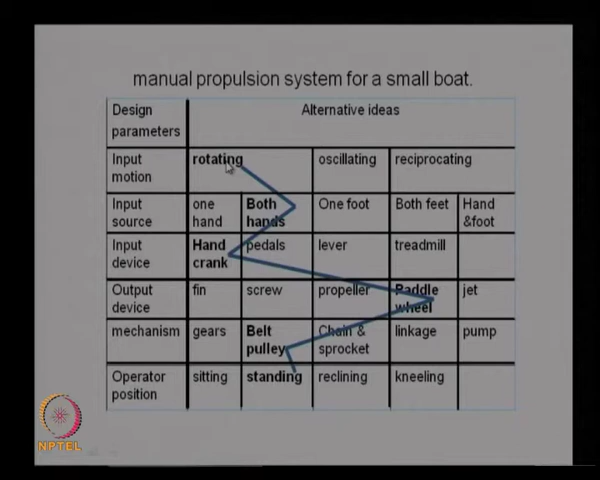 manual propulsion system for a small boat.
Design parameters Alternative ideas
Input motion rotating oscillating reciprocating
Input source one hand Both hands One foot Both feet Hand &foot
Input device Hand crank pedals lever treadmill
Output device fin screw propeller Paddle wheel jet
mechanism gears Belt pulley Chain & sprocket linkage pump
Operator position sitting standing reclining kneeling
NPTEL